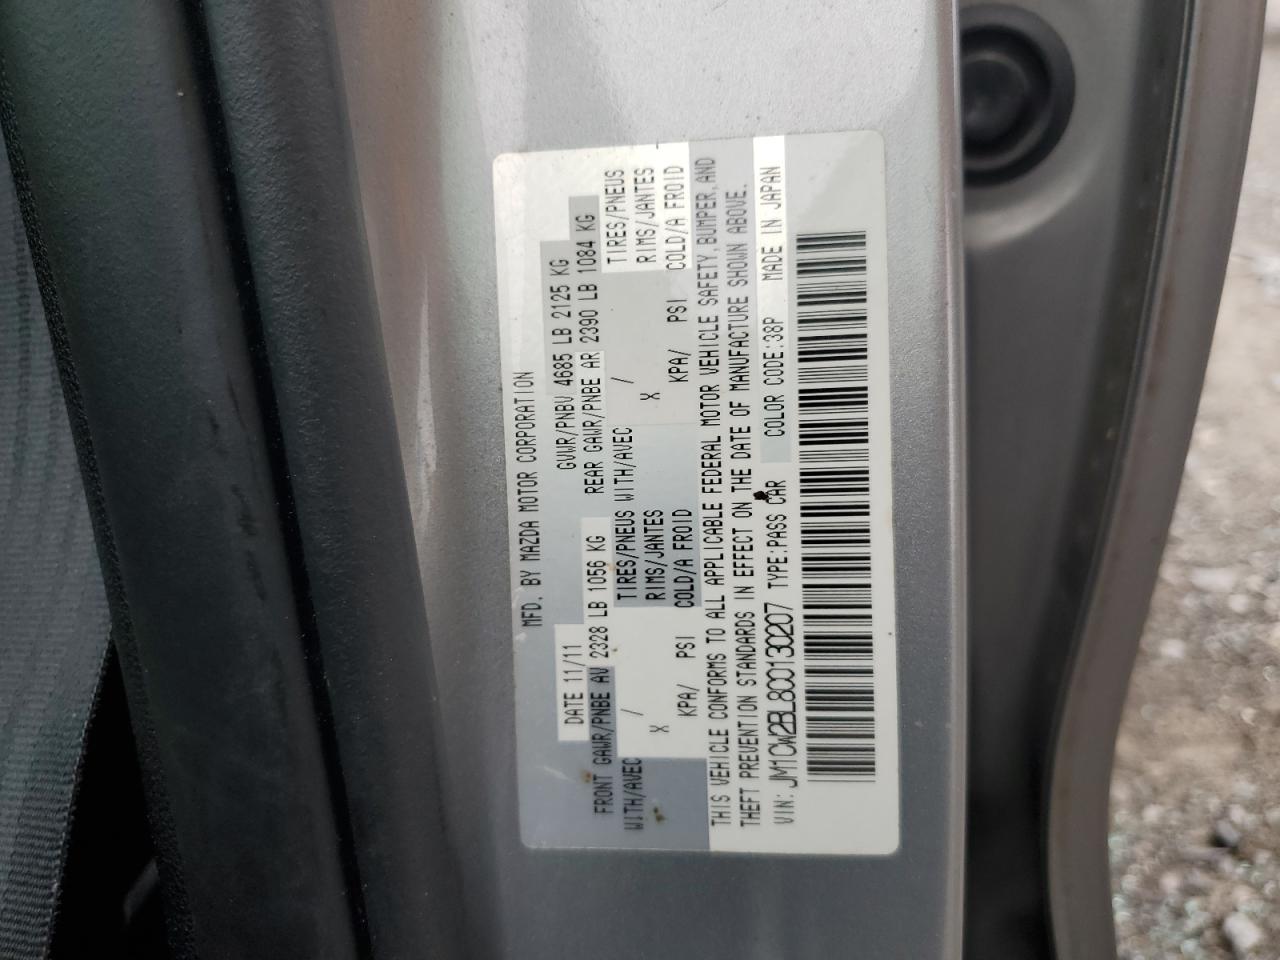 MFD. BY MAZDA MOTOR CORPORATION
DATE 11/11 GVWR/PNBV 4685 LB 2125 KG
FRONT GAWR/PNBE AV 2328 LB 1056 KG REAR GAWR/PNBE AR 2390 LB 1084 KG
WITH/AVEC / TIRES/PNEUS WITH/AVEC / TIRES/PNEUS
X RIMS/JANTES X RIMS/JANTES
KPA/ PSI COLD/A FROID KPA/ PSI COLD/A FROID
THIS VEHICLE CONFORMS TO ALL APPLICABLE FEDERAL MOTOR VEHICLE SAFETY, BUMPER, AND
THEFT PREVENTION STANDARDS IN EFFECT ON THE DATE OF MANUFACTURE SHOWN ABOVE.
VIN: JM1CW2BL8C0130207 TYPE:PASS CAR COLOR CODE:38P MADE IN JAPAN